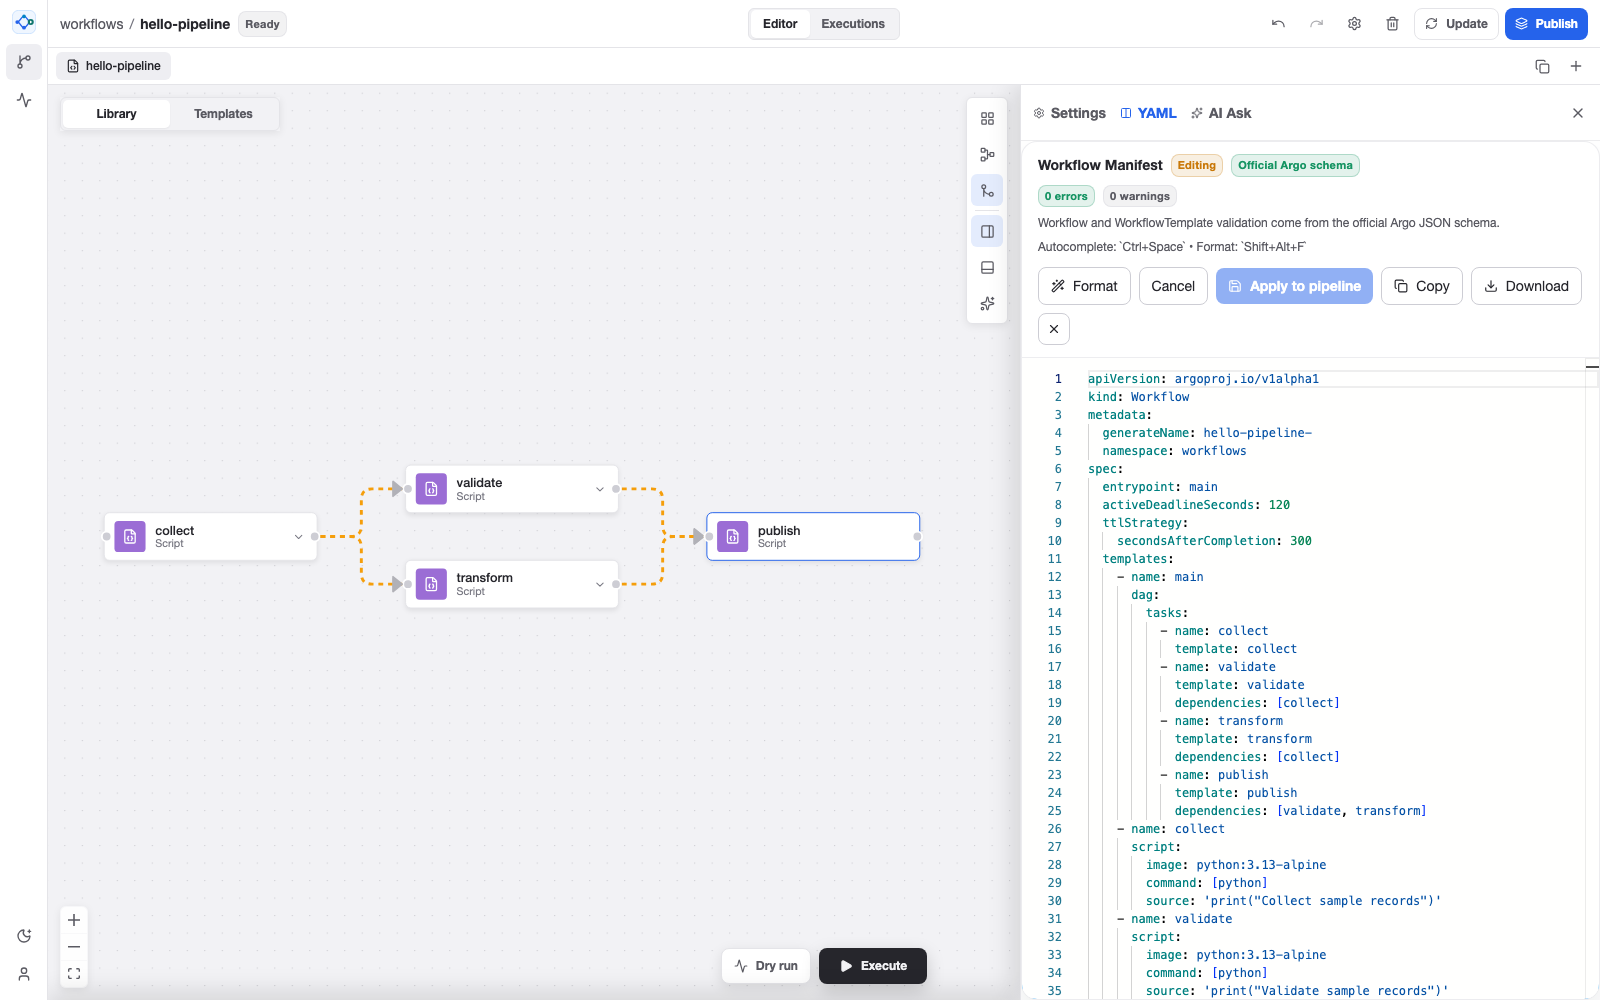 workflows / hello-pipeline Ready
Editor Executions
Update Publish
hello-pipeline
Library Templates
Settings YAML AI Ask
Workflow Manifest Editing Official Argo schema
0 errors 0 warnings
Workflow and WorkflowTemplate validation come from the official Argo JSON schema.
Autocomplete: `Ctrl+Space` • Format: `Shift+Alt+F`
Format Cancel Apply to pipeline Copy Download
collect
Script
validate
Script
transform
Script
publish
Script
Dry run Execute
1 apiVersion: argoproj.io/v1alpha1
2 kind: Workflow
3 metadata:
4   generateName: hello-pipeline-
5   namespace: workflows
6 spec:
7   entrypoint: main
8   activeDeadlineSeconds: 120
9   ttlStrategy:
10     secondsAfterCompletion: 300
11   templates:
12     - name: main
13       dag:
14         tasks:
15           - name: collect
16             template: collect
17           - name: validate
18             template: validate
19             dependencies: [collect]
20           - name: transform
21             template: transform
22             dependencies: [collect]
23           - name: publish
24             template: publish
25             dependencies: [validate, transform]
26     - name: collect
27       script:
28         image: python:3.13-alpine
29         command: [python]
30         source: 'print("Collect sample records")'
31     - name: validate
32       script:
33         image: python:3.13-alpine
34         command: [python]
35         source: 'print("Validate sample records")'